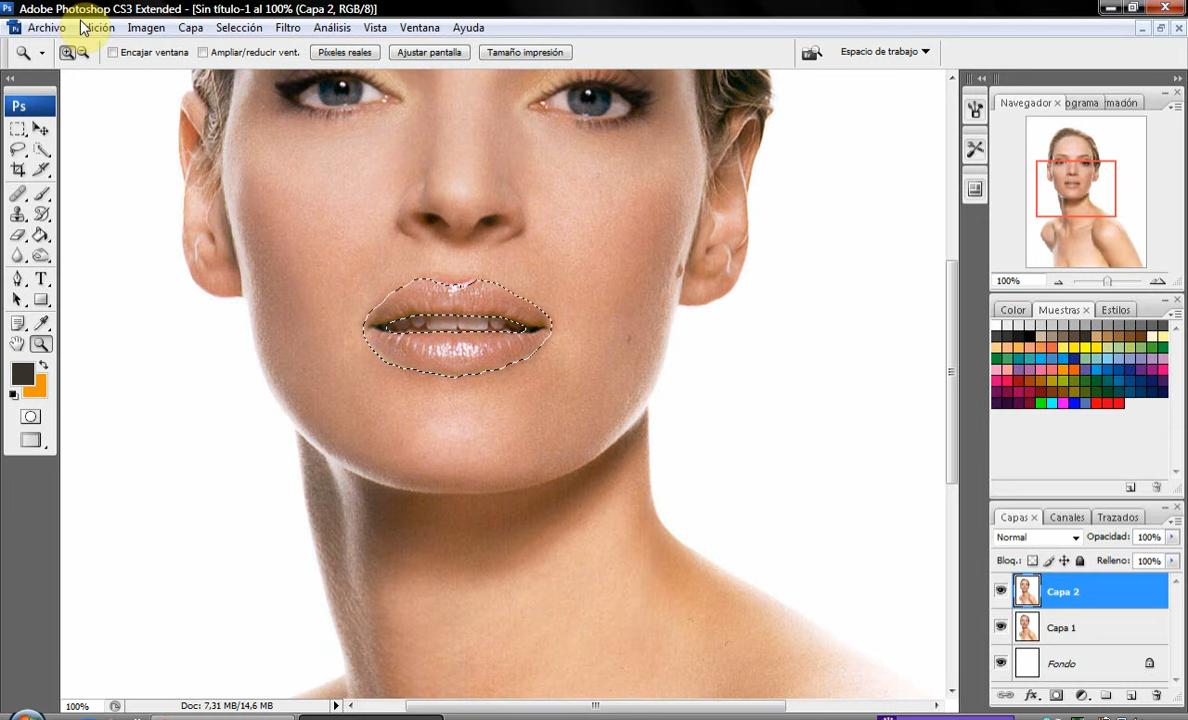 Adobe Photoshop CS3 Extended - [Sin título-1 al 100% (Capa 2, RGB/8)]
Archivo Edición Imagen Capa Selección Filtro Análisis Vista Ventana Ayuda
Encajar ventana Ampliar/reducir vent. Píxeles reales Ajustar pantalla Tamaño impresión Espacio de trabajo
Ps
Navegador ograma rmación
100%
Color Muestras Estilos
Capas Canales Trazados
Normal Opacidad: 100%
Bloq.: Relleno: 100%
Capa 2
Capa 1
Fondo
100% Doc: 7,31 MB/14,6 MB